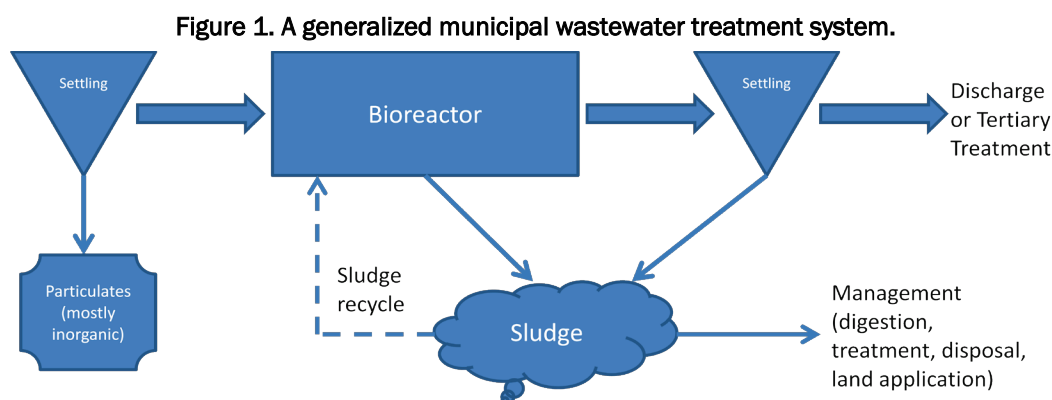 Figure 1. A generalized municipal wastewater treatment system.
Settling
Bioreactor
Settling
Discharge
or Tertiary
Treatment
Particulates
(mostly
inorganic)
Sludge
recycle
Sludge
Management
(digestion,
treatment, disposal,
land application)